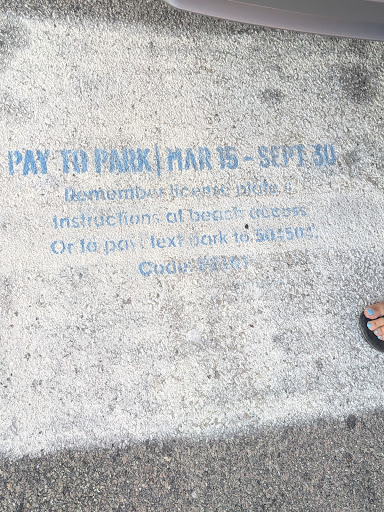 PAY TO PARK | MAR 15 - SEPT 30
Remember license plate #
Instructions at beach access
Or to pay: text park to
Code: